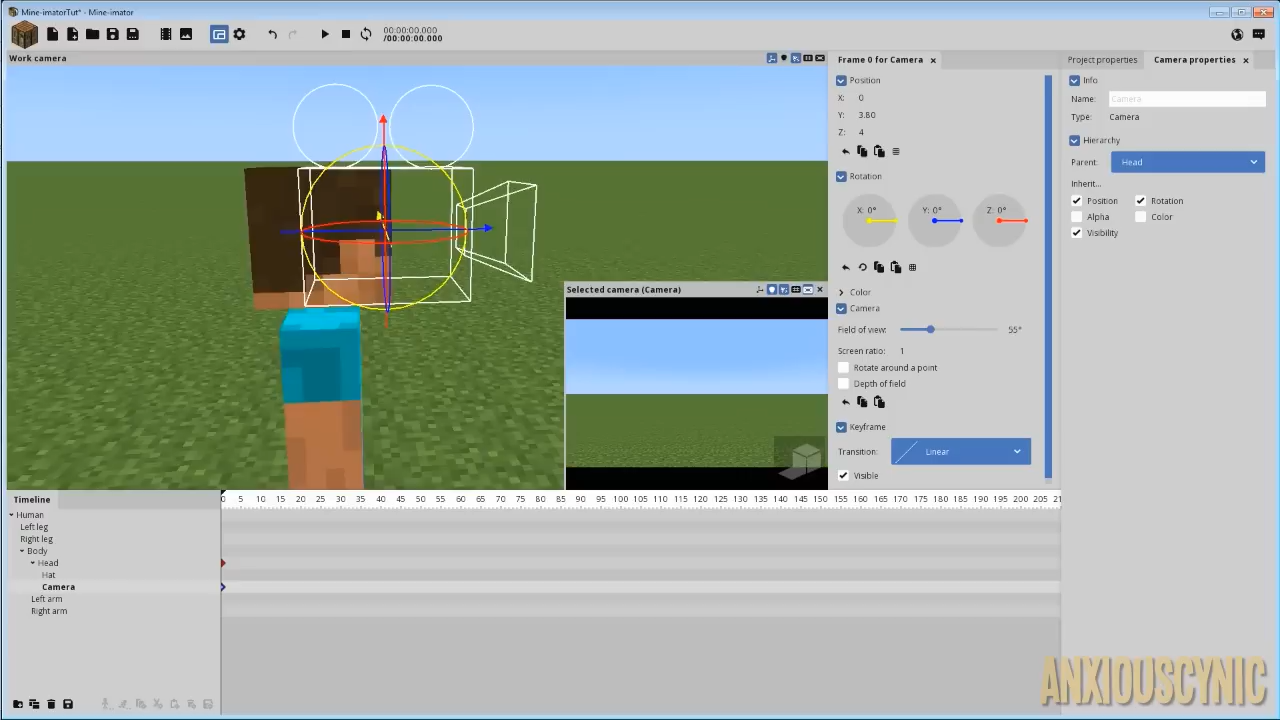 Mine-imatorTut* - Mine-imator
00:00:00.000
/00:00:00.000
Work camera
Frame 0 for Camera
Position
X: 0
Y: 3.80
Z: 4
Rotation
X: 0° Y: 0° Z: 0°
Color
Camera
Field of view: 55°
Screen ratio: 1
Rotate around a point
Depth of field
Keyframe
Transition: Linear
Visible
Project properties Camera properties
Info
Name: Camera
Type: Camera
Hierarchy
Parent: Head
Inherit...
Position Rotation
Alpha Color
Visibility
Selected camera (Camera)
Timeline
0 5 10 15 20 25 30 35 40 45 50 55 60 65 70 75 80 85 90 95 100 105 110 115 120 125 130 135 140 145 150 155 160 165 170 175 180 185 190 195 200 205 21
Human
Left leg
Right leg
Body
Head
Hat
Camera
Left arm
Right arm
ANXIOUSCYNIC